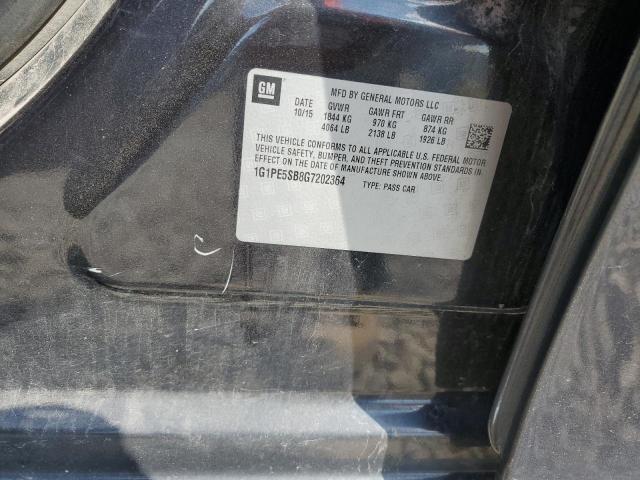 GM
MFD BY GENERAL MOTORS LLC
DATE GVWR GAWR FRT GAWR RR
10/15 1844 KG 970 KG 874 KG
4064 LB 2138 LB 1926 LB
THIS VEHICLE CONFORMS TO ALL APPLICABLE U.S. FEDERAL MOTOR
VEHICLE SAFETY, BUMPER, AND THEFT PREVENTION STANDARDS IN
EFFECT ON THE DATE OF MANUFACTURE SHOWN ABOVE.
1G1PE5SB8G7202364 TYPE: PASS CAR